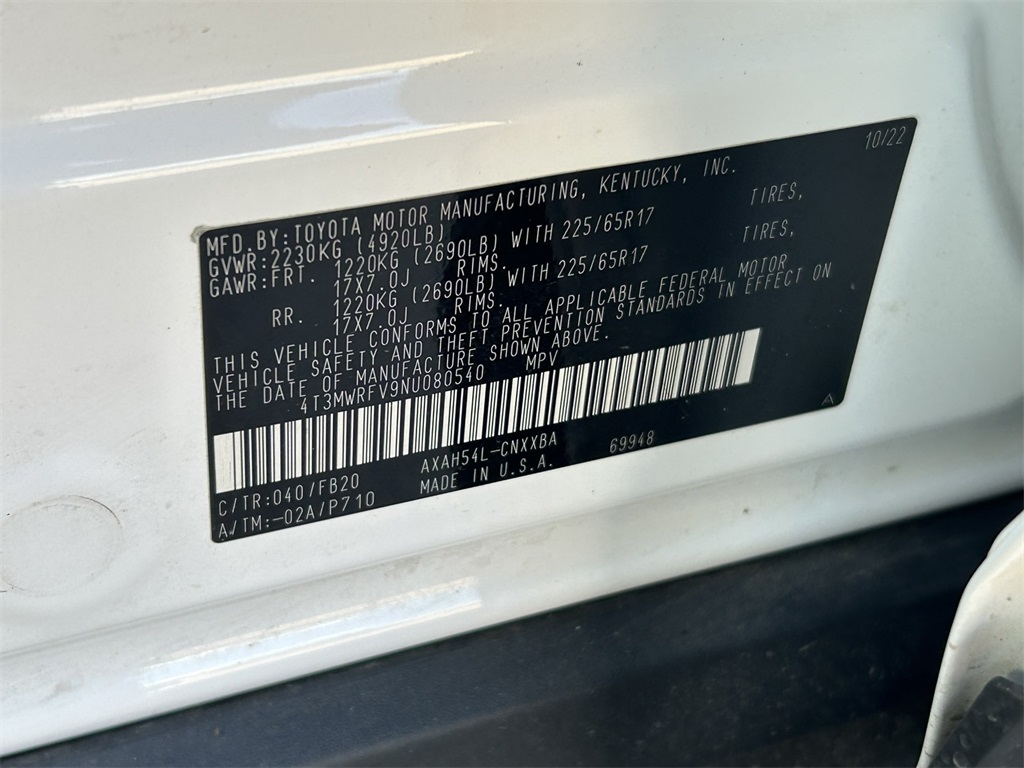 10/22
MFD.BY:TOYOTA MOTOR MANUFACTURING, KENTUCKY, INC.
GVWR:2230KG (4920LB)
GAWR:FRT. 1220KG (2690LB) WITH 225/65R17 TIRES,
17X7.0J RIMS.
RR. 1220KG (2690LB) WITH 225/65R17 TIRES,
17X7.0J RIMS.
THIS VEHICLE CONFORMS TO ALL APPLICABLE FEDERAL MOTOR
VEHICLE SAFETY AND THEFT PREVENTION STANDARDS IN EFFECT ON
THE DATE OF MANUFACTURE SHOWN ABOVE.
4T3MWRFV9NU080540 MPV
C/TR:040/FB20 AXAH54L-CNXXBA 69948
A/TM:-02A/P710 MADE IN U.S.A.
A